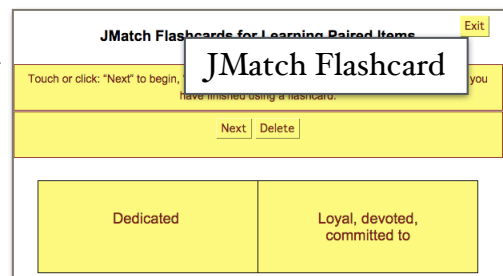 Exit
JMatch Flashcards for Learning Paired Items
JMatch Flashcard
Touch or click: "Next" to begin, you
have finished using a flashcard.
Next Delete
Dedicated
Loyal, devoted,
committed to